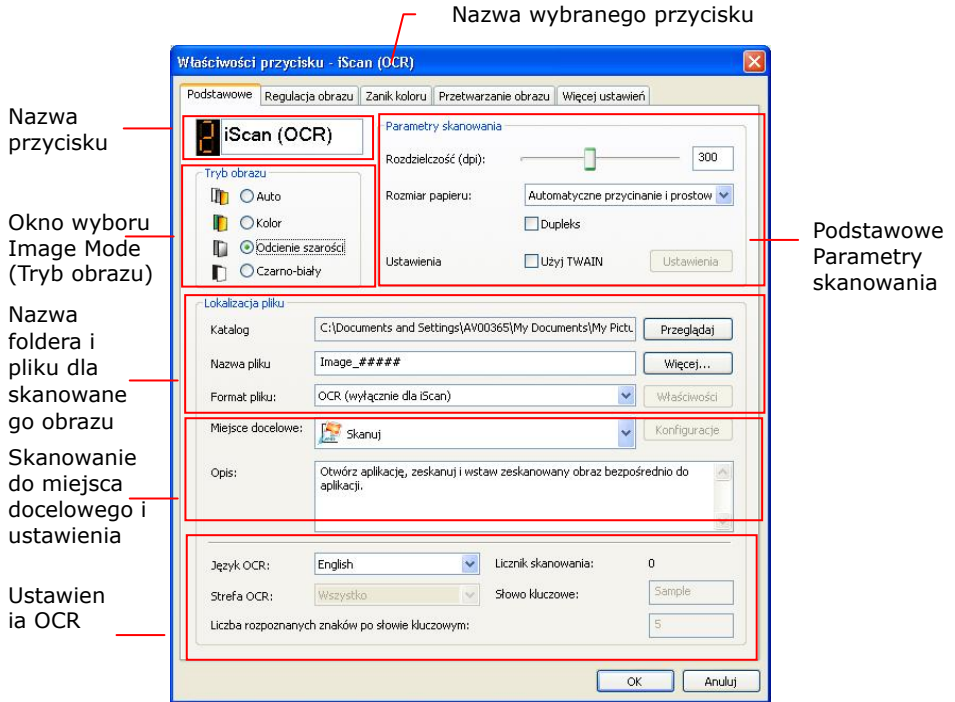 Nazwa wybranego przycisku
Właściwości przycisku - iScan (OCR)
Podstawowe Regulacja obrazu Zanik koloru Przetwarzanie obrazu Więcej ustawień
Nazwa
przycisku
2 iScan (OCR)
Tryb obrazu
Auto
Kolor
Odcienie szarości
Czarno-biały
Okno wyboru
Image Mode
(Tryb obrazu)
Parametry skanowania
Rozdzielczość (dpi): 300
Rozmiar papieru: Automatyczne przycinanie i prostow
Dupleks
Ustawienia Użyj TWAIN Ustawienia
Podstawowe
Parametry
skanowania
Nazwa
foldera i
pliku dla
skanowane
go obrazu
Lokalizacja pliku
Katalog C:\Documents and Settings\AV00365\My Documents\My Pictu Przeglądaj
Nazwa pliku Image_##### Więcej...
Format pliku: OCR (wyłącznie dla iScan) Właściwości
Skanowanie
do miejsca
docelowego i
ustawienia
Miejsce docelowe: Skanuj Konfiguracje
Opis: Otwórz aplikację, zeskanuj i wstaw zeskanowany obraz bezpośrednio do
aplikacji.
Ustawien
ia OCR
Język OCR: English Licznik skanowania: 0
Strefa OCR: Wszystko Słowo kluczowe: Sample
Liczba rozpoznanych znaków po słowie kluczowym: 5
OK Anuluj